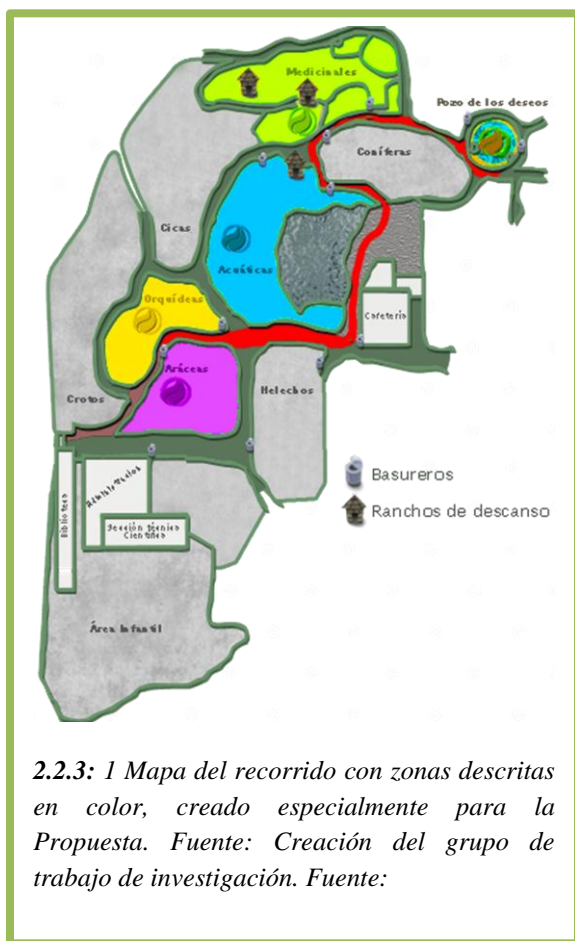 Medicinales
Pozo de los deseos
Coníferas
Cicas
Acuáticas
Orquídeas
Cafetería
Aráceas
Helechos
Crotos
Basureros
Administración
Ranchos de descanso
Biblioteca
Sección Técnico
Científica
Área Infantil
2.2.3: 1 Mapa del recorrido con zonas descritas
en color, creado especialmente para la
Propuesta. Fuente: Creación del grupo de
trabajo de investigación. Fuente: